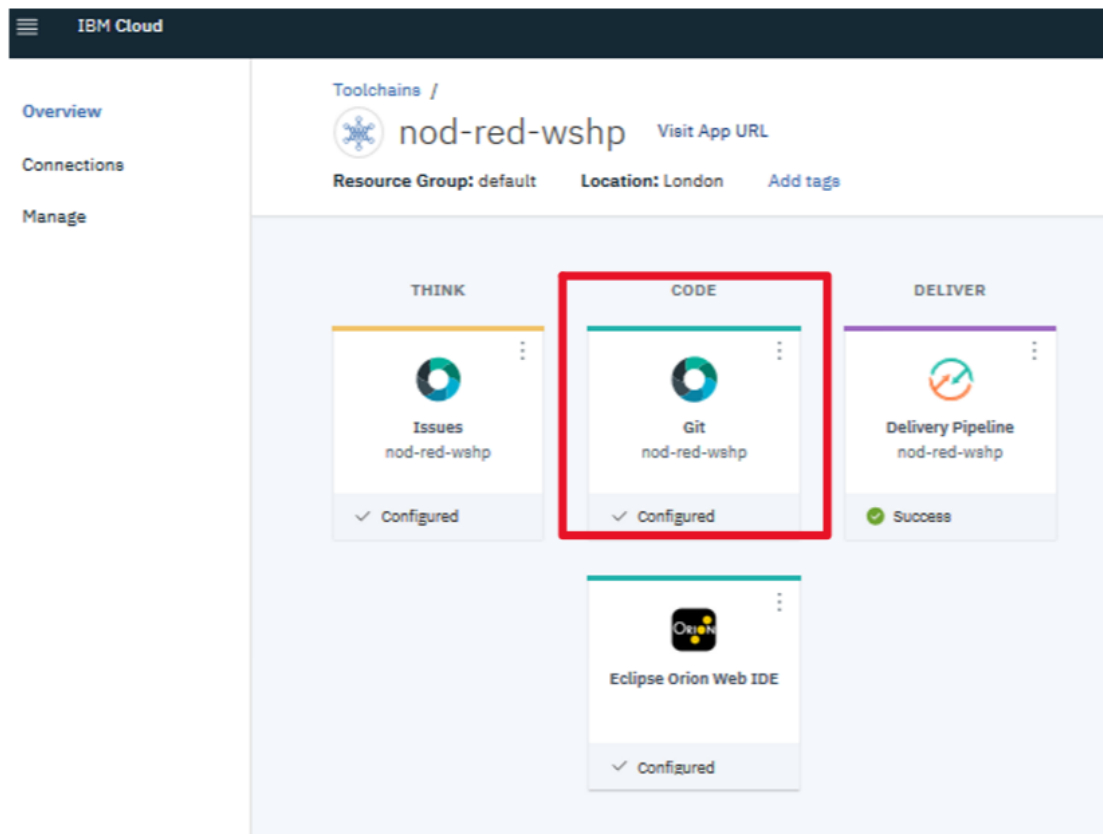 IBM Cloud
Overview
Connections
Manage
Toolchains /
nod-red-wshp Visit App URL
Resource Group: default Location: London Add tags
THINK
Issues
nod-red-wshp
Configured
CODE
Git
nod-red-wshp
Configured
ORION
Eclipse Orion Web IDE
Configured
DELIVER
Delivery Pipeline
nod-red-wshp
Success